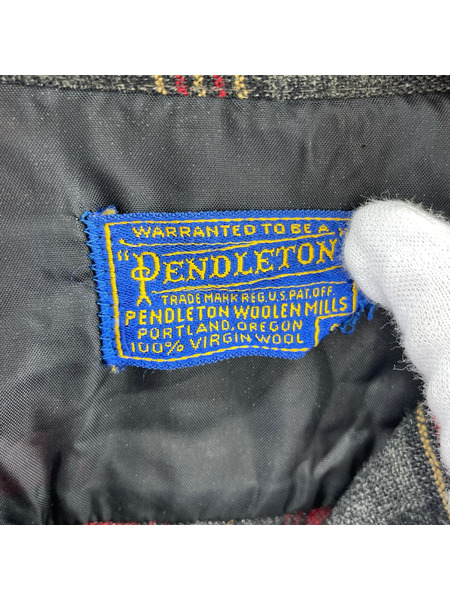 WARRANTED TO BE A
"PENDLETON"
TRADE MARK REG. U.S. PAT. OFF.
PENDLETON WOOLEN MILLS
PORTLAND, OREGON
100% VIRGIN WOOL